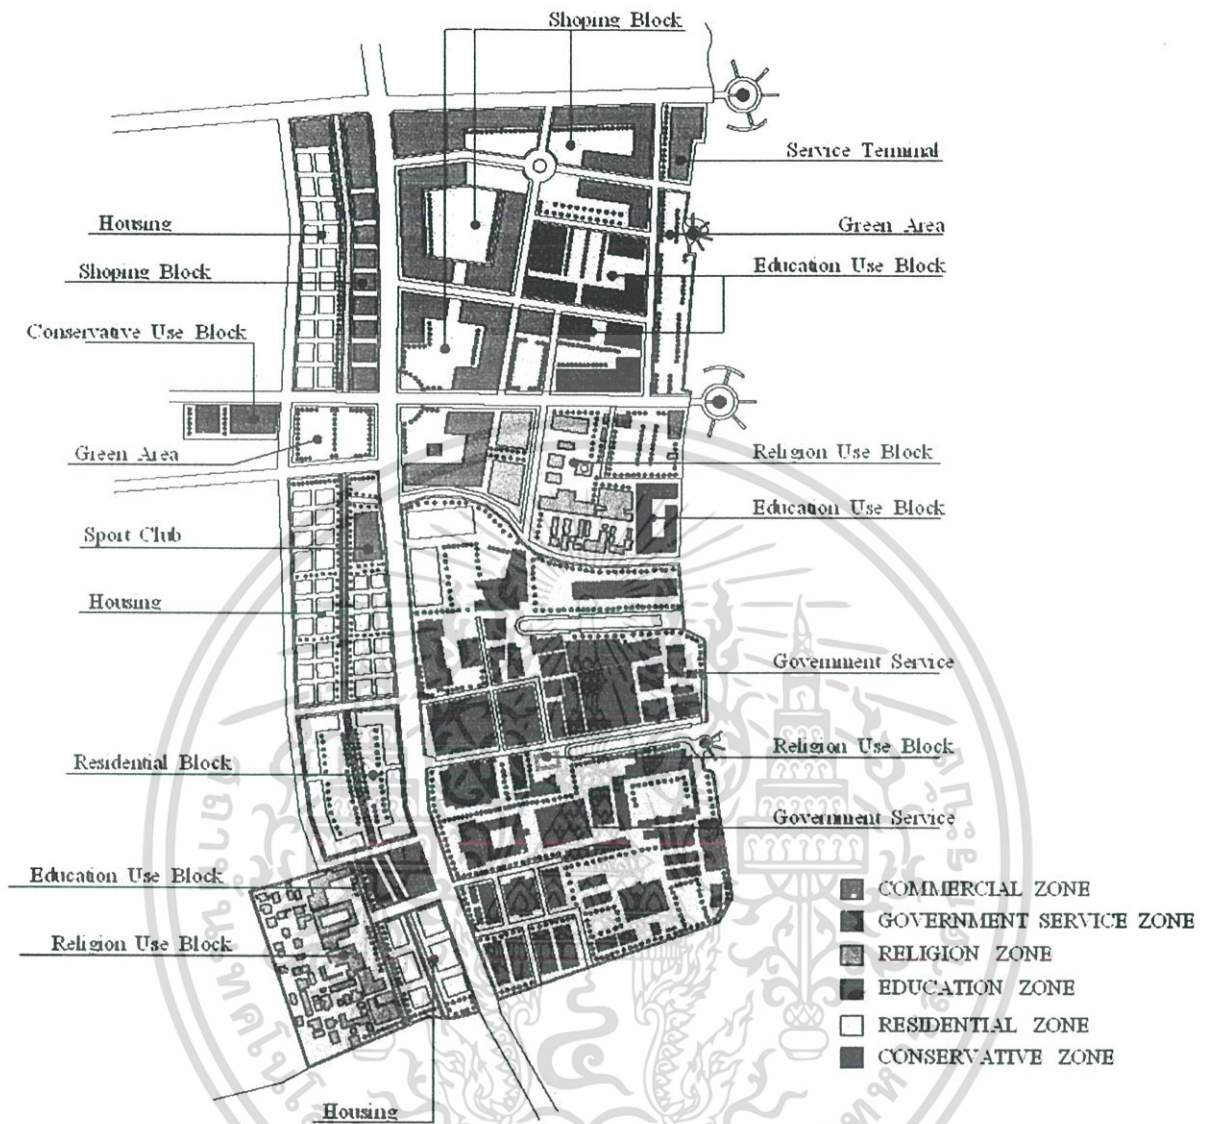 Shoping Block
Service Terminal
Housing
Green Area
Shoping Block
Education Use Block
Conservative Use Block
Green Area
Religion Use Block
Education Use Block
Sport Club
Housing
Government Service
Religion Use Block
Residential Block
Government Service
Education Use Block
Religion Use Block
Housing
COMMERCIAL ZONE
GOVERNMENT SERVICE ZONE
RELIGION ZONE
EDUCATION ZONE
RESIDENTIAL ZONE
CONSERVATIVE ZONE